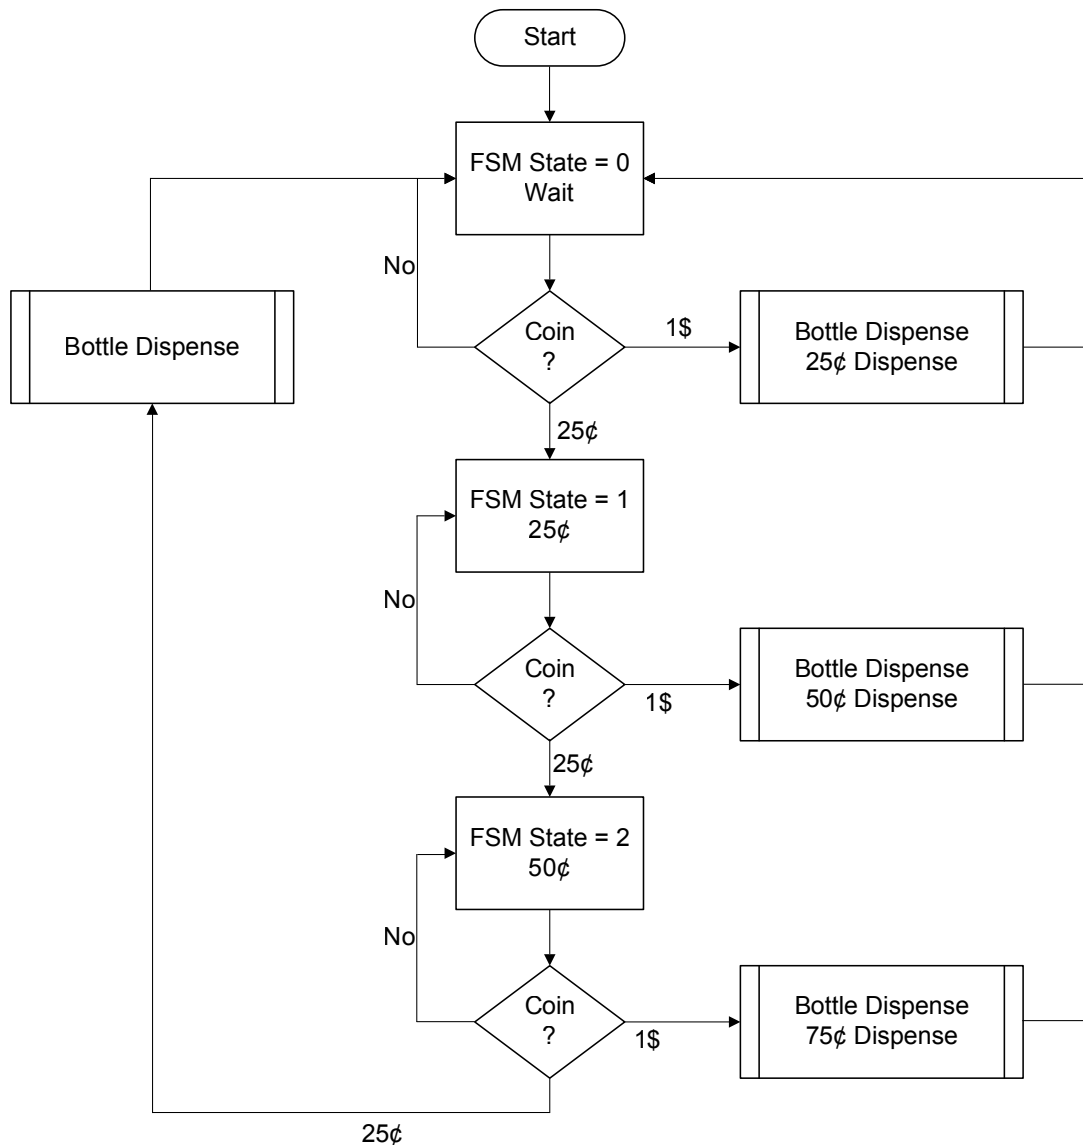 Start
FSM State = 0
Wait
No
Bottle Dispense
Coin
?
1$
Bottle Dispense
25¢ Dispense
25¢
FSM State = 1
25¢
No
Coin
?
1$
Bottle Dispense
50¢ Dispense
25¢
FSM State = 2
50¢
No
Coin
?
1$
Bottle Dispense
75¢ Dispense
25¢